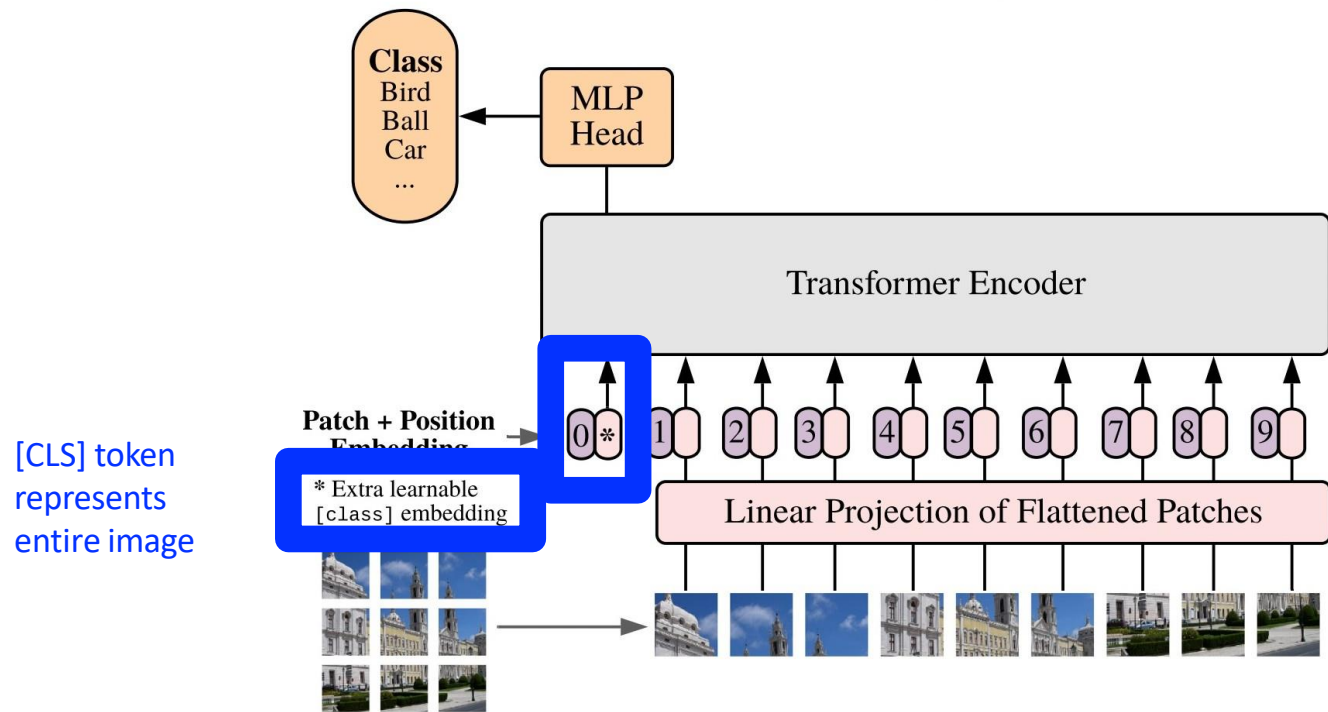 Class
Bird
Ball
Car
...
MLP
Head
Transformer Encoder
Patch + Position
Embedding
0 * 1 2 3 4 5 6 7 8 9
[CLS] token
represents
entire image
* Extra learnable
[class] embedding
Linear Projection of Flattened Patches